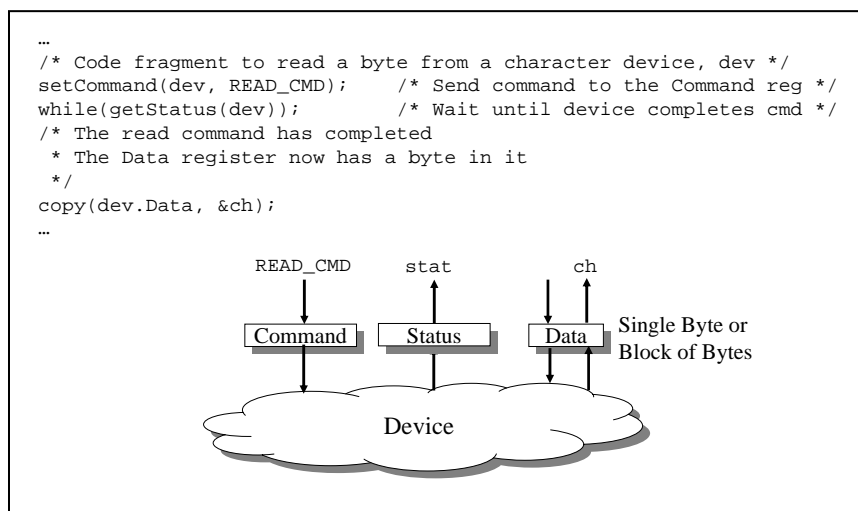 …
/* Code fragment to read a byte from a character device, dev */
setCommand(dev, READ_CMD);    /* Send command to the Command reg */
while(getStatus(dev));        /* Wait until device completes cmd */
/* The read command has completed
 * The Data register now has a byte in it
 */
copy(dev.Data, &ch);
…
READ_CMD stat ch
Command Status Data Single Byte or
Block of Bytes
Device